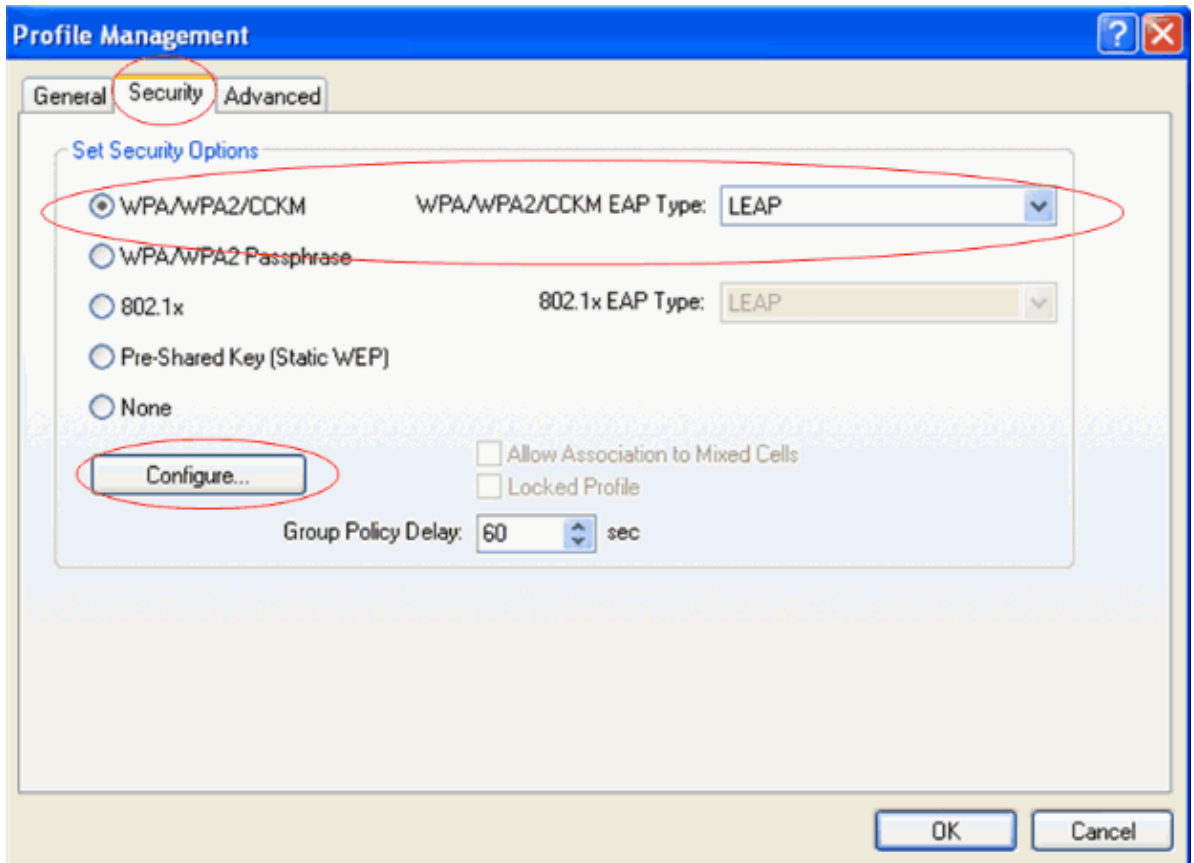 Profile Management
General Security Advanced
Set Security Options
WPA/WPA2/CCKM WPA/WPA2/CCKM EAP Type: LEAP
WPA/WPA2 Passphrase
802.1x 802.1x EAP Type: LEAP
Pre-Shared Key (Static WEP)
None
Configure... Allow Association to Mixed Cells
Locked Profile
Group Policy Delay: 60 sec
OK Cancel